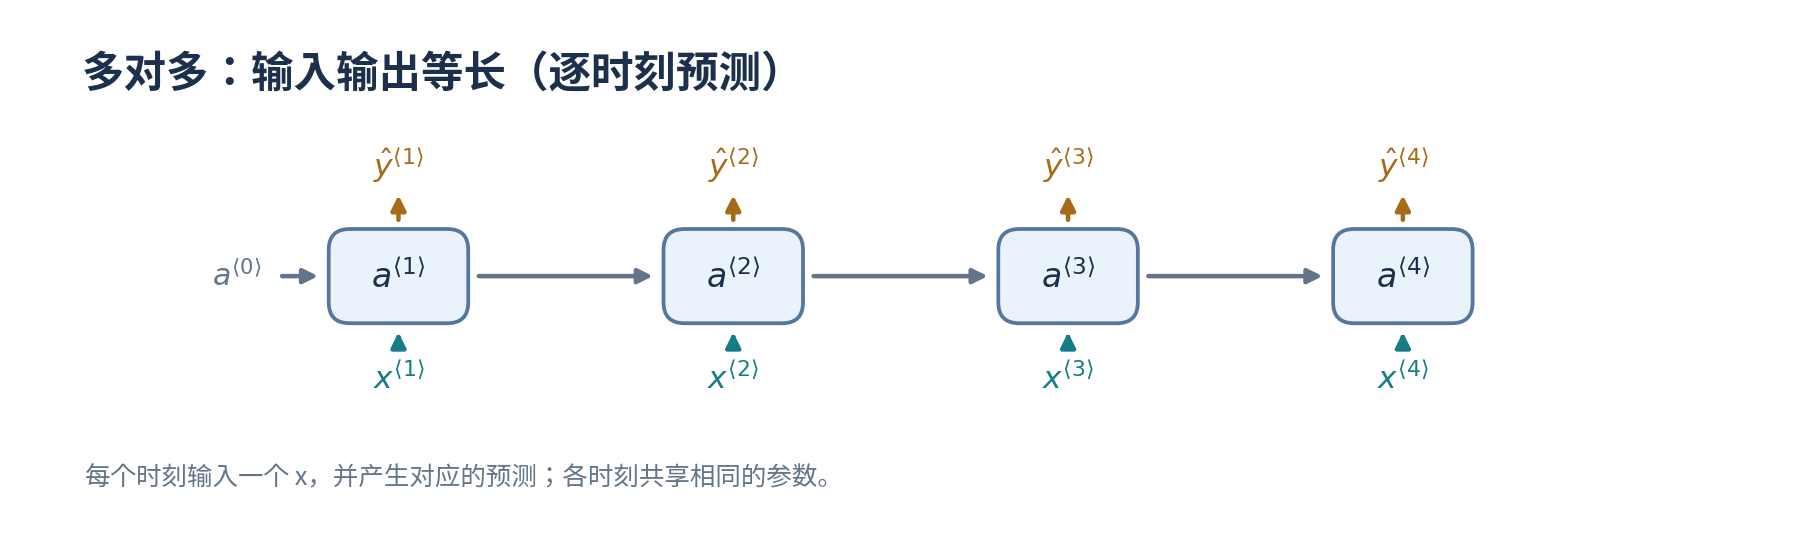 多对多：输入输出等长（逐时刻预测）
ŷ⟨1⟩ ŷ⟨2⟩ ŷ⟨3⟩ ŷ⟨4⟩
a⟨0⟩ a⟨1⟩ a⟨2⟩ a⟨3⟩ a⟨4⟩
x⟨1⟩ x⟨2⟩ x⟨3⟩ x⟨4⟩
每个时刻输入一个 x，并产生对应的预测；各时刻共享相同的参数。